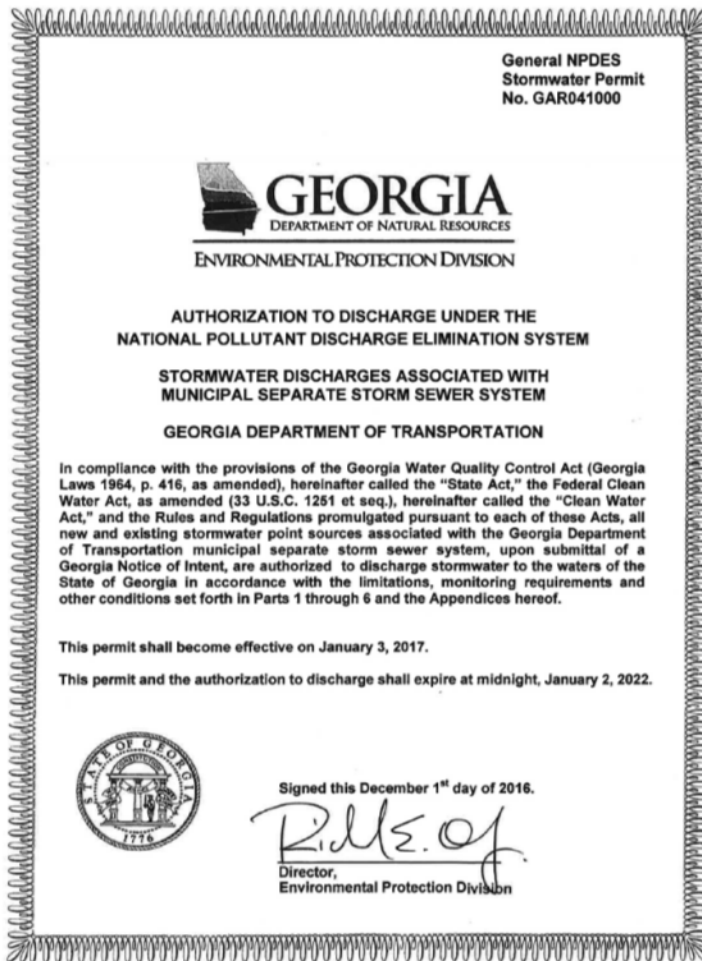 General NPDES
Stormwater Permit
No. GAR041000
GEORGIA
DEPARTMENT OF NATURAL RESOURCES
ENVIRONMENTAL PROTECTION DIVISION
AUTHORIZATION TO DISCHARGE UNDER THE
NATIONAL POLLUTANT DISCHARGE ELIMINATION SYSTEM
STORMWATER DISCHARGES ASSOCIATED WITH
MUNICIPAL SEPARATE STORM SEWER SYSTEM
GEORGIA DEPARTMENT OF TRANSPORTATION
In compliance with the provisions of the Georgia Water Quality Control Act (Georgia
Laws 1964, p. 416, as amended), hereinafter called the “State Act,” the Federal Clean
Water Act, as amended (33 U.S.C. 1251 et seq.), hereinafter called the “Clean Water
Act,” and the Rules and Regulations promulgated pursuant to each of these Acts, all
new and existing stormwater point sources associated with the Georgia Department
of Transportation municipal separate storm sewer system, upon submittal of a
Georgia Notice of Intent, are authorized to discharge stormwater to the waters of the
State of Georgia in accordance with the limitations, monitoring requirements and
other conditions set forth in Parts 1 through 6 and the Appendices hereof.
This permit shall become effective on January 3, 2017.
This permit and the authorization to discharge shall expire at midnight, January 2, 2022.
STATE OF GEORGIA
CONSTITUTION
1776
Signed this December 1st day of 2016.
Director,
Environmental Protection Division